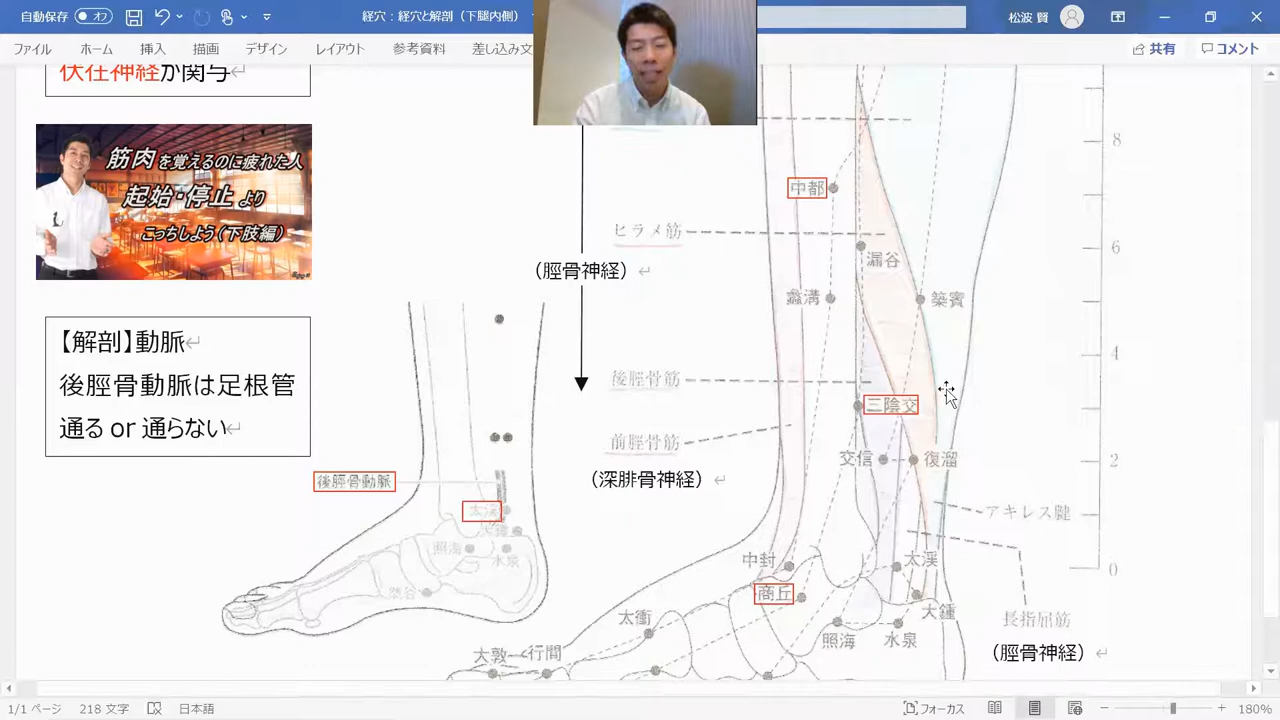 自動保存
オフ
経穴：経穴と解剖（下腿内側）
松波 賢
ファイル
ホーム
挿入
描画
デザイン
レイアウト
参考資料
差し込み文
共有
コメント
伏在神経が関与
筋肉を覚えるのに疲れた人
起始・停止より
こっちしよう（下肢編）
【解剖】動脈
後脛骨動脈は足根管
通る or 通らない
後脛骨動脈
太渓
照海
水泉
然谷
8
中都
ヒラメ筋
6
漏谷
（脛骨神経）
蠡溝
築賓
4
後脛骨筋
三陰交
前脛骨筋
交信
復溜
2
（深腓骨神経）
アキレス腱
中封
太渓
0
商丘
大鍾
長指屈筋
太衝
照海
水泉
（脛骨神経）
大敦
行間
1/1 ページ
218 文字
日本語
フォーカス
180%